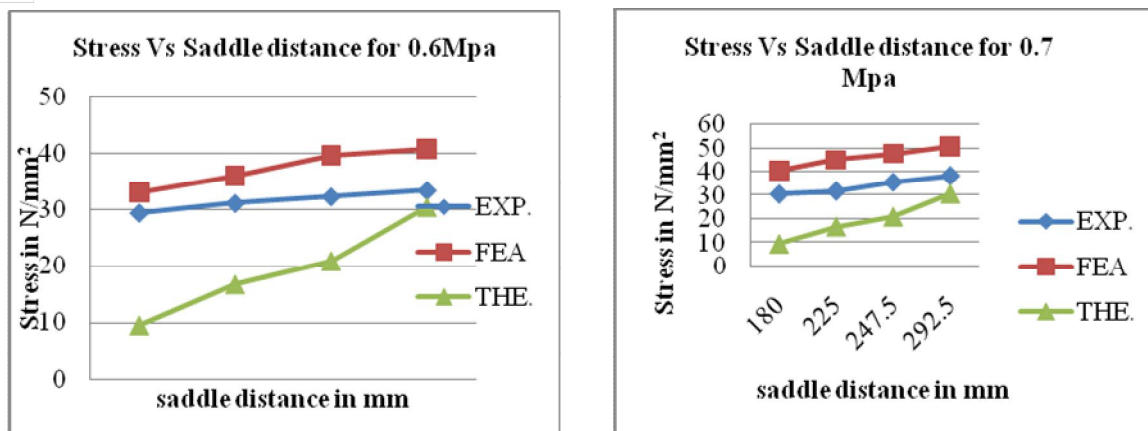 Stress Vs Saddle distance for 0.6Mpa
Stress in N/mm²
50
40
30
20
10
0
EXP.
FEA
THE.
saddle distance in mm
Stress Vs Saddle distance for 0.7
Mpa
Stress in N/mm²
60
50
40
30
20
10
0
180
225
247.5
292.5
EXP.
FEA
THE.
saddle distance in mm